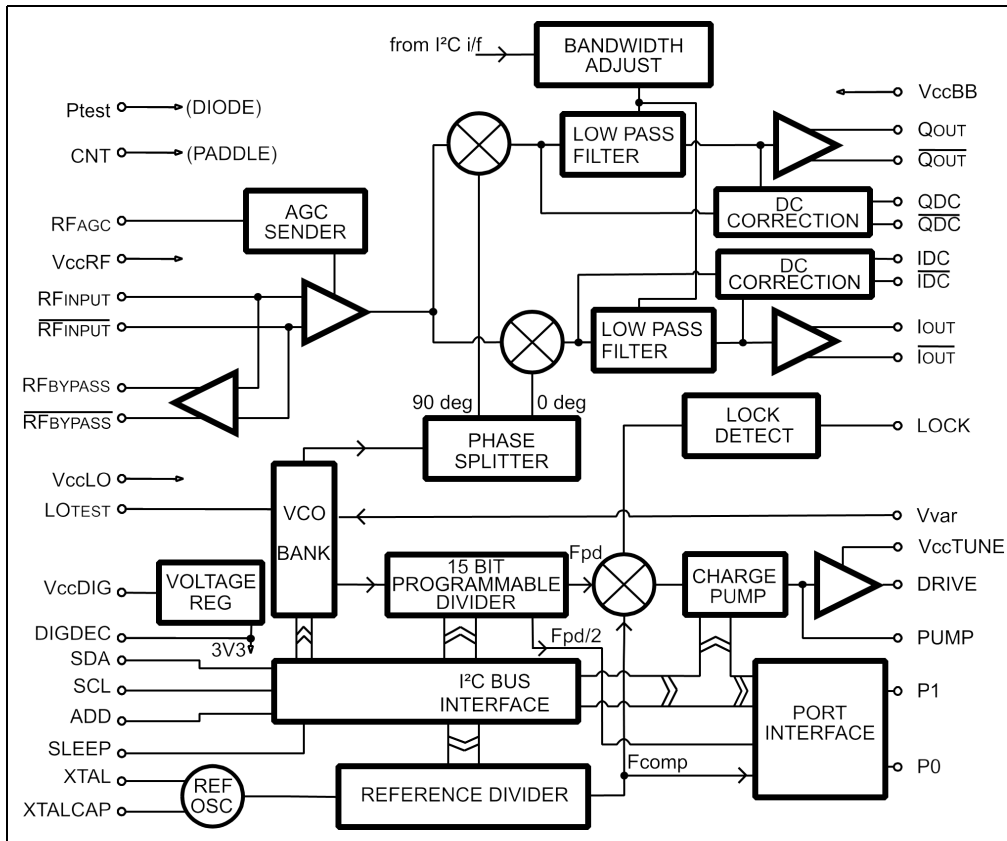 from I²C i/f
BANDWIDTH
ADJUST
VccBB
Ptest
(DIODE)
CNT
(PADDLE)
LOW PASS
FILTER
QOUT
QOUT
RFAGC
AGC
SENDER
DC
CORRECTION
QDC
QDC
VccRF
IDC
IDC
DC
CORRECTION
RFINPUT
RFINPUT
LOW PASS
FILTER
IOUT
IOUT
RFBYPASS
RFBYPASS
90 deg
0 deg
PHASE
SPLITTER
LOCK
DETECT
LOCK
VccLO
LOTEST
VCO
BANK
Vvar
VccTUNE
VccDIG
VOLTAGE
REG
15 BIT
PROGRAMMABLE
DIVIDER
Fpd
CHARGE
PUMP
DRIVE
DIGDEC
3V3
Fpd/2
PUMP
SDA
SCL
ADD
SLEEP
I²C BUS
INTERFACE
PORT
INTERFACE
P1
P0
XTAL
XTALCAP
REF
OSC
REFERENCE DIVIDER
Fcomp